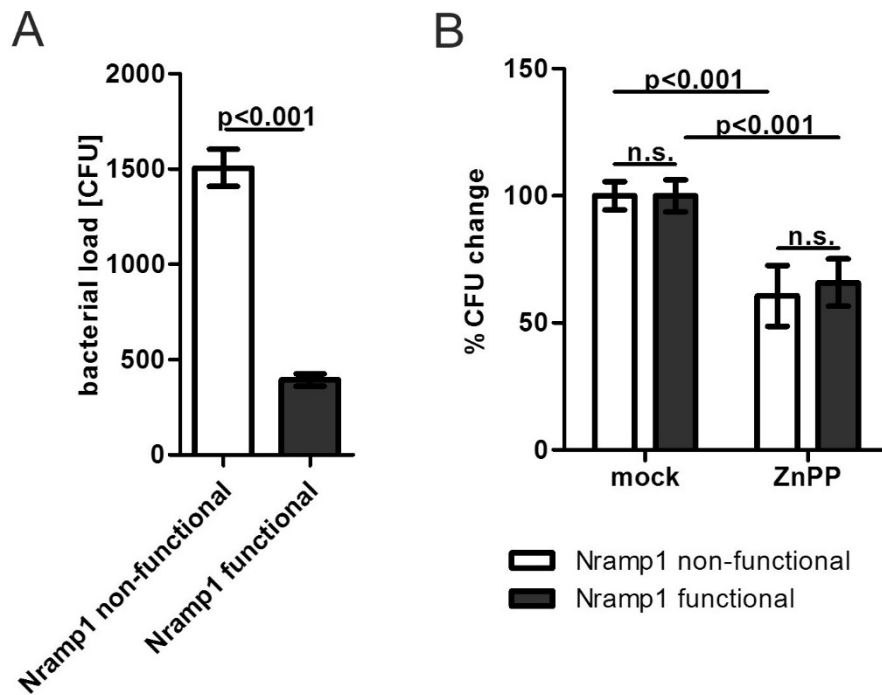 A
2000
1500
1000
500
0
bacterial load [CFU]
p<0.001
Nramp1 non-functional
Nramp1 functional
B
150
100
50
0
% CFU change
p<0.001
p<0.001
n.s.
n.s.
mock
ZnPP
Nramp1 non-functional
Nramp1 functional